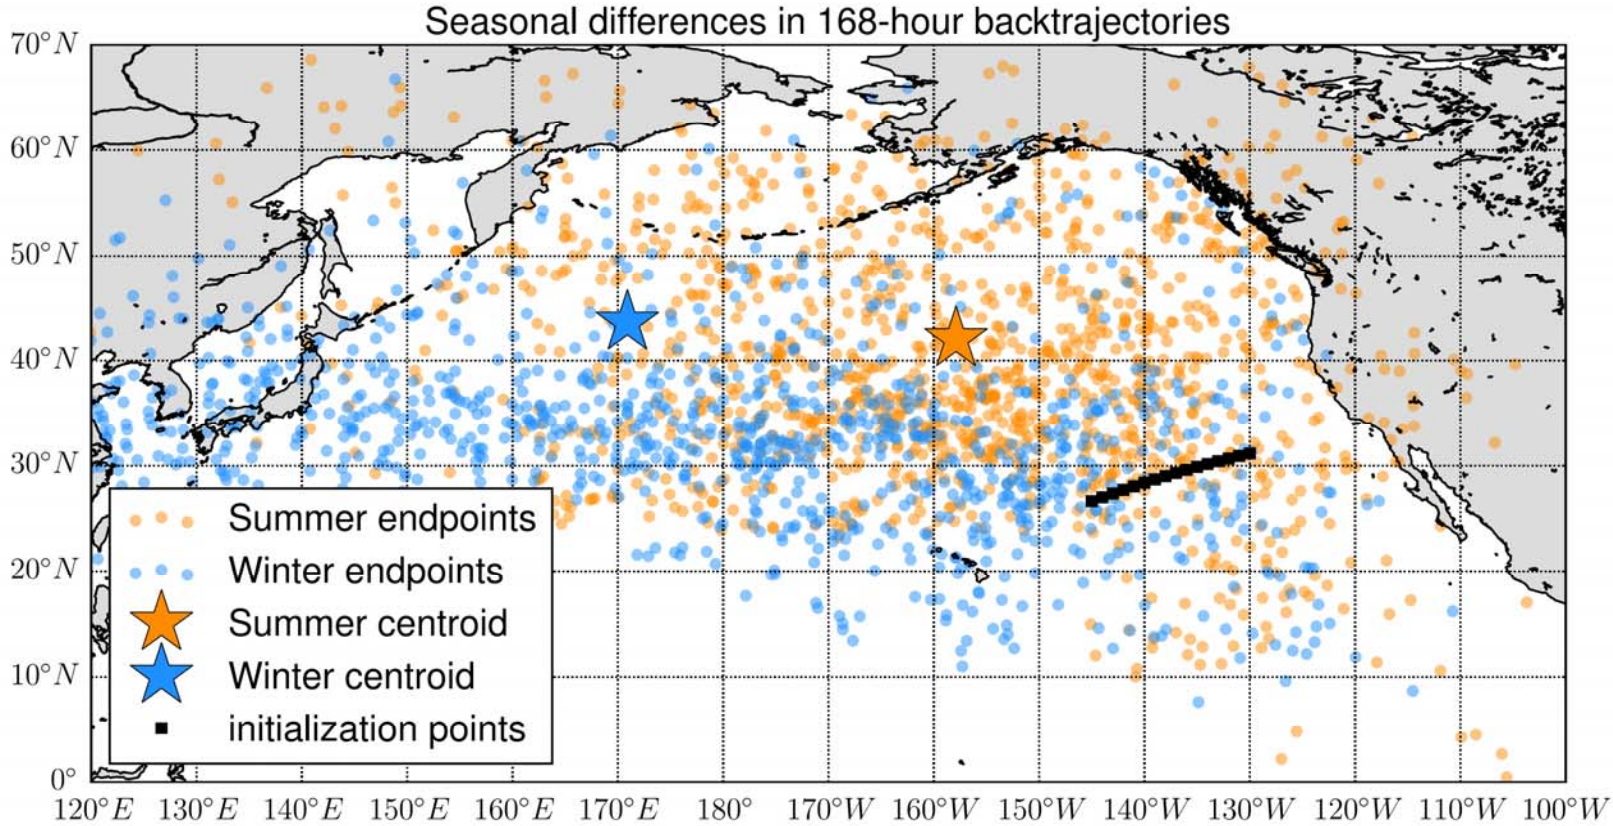 Seasonal differences in 168-hour backtrajectories
70°N
60°N
50°N
40°N
30°N
20°N
10°N
0°
Summer endpoints
Winter endpoints
Summer centroid
Winter centroid
initialization points
120°E 130°E 140°E 150°E 160°E 170°E 180° 170°W 160°W 150°W 140°W 130°W 120°W 110°W 100°W